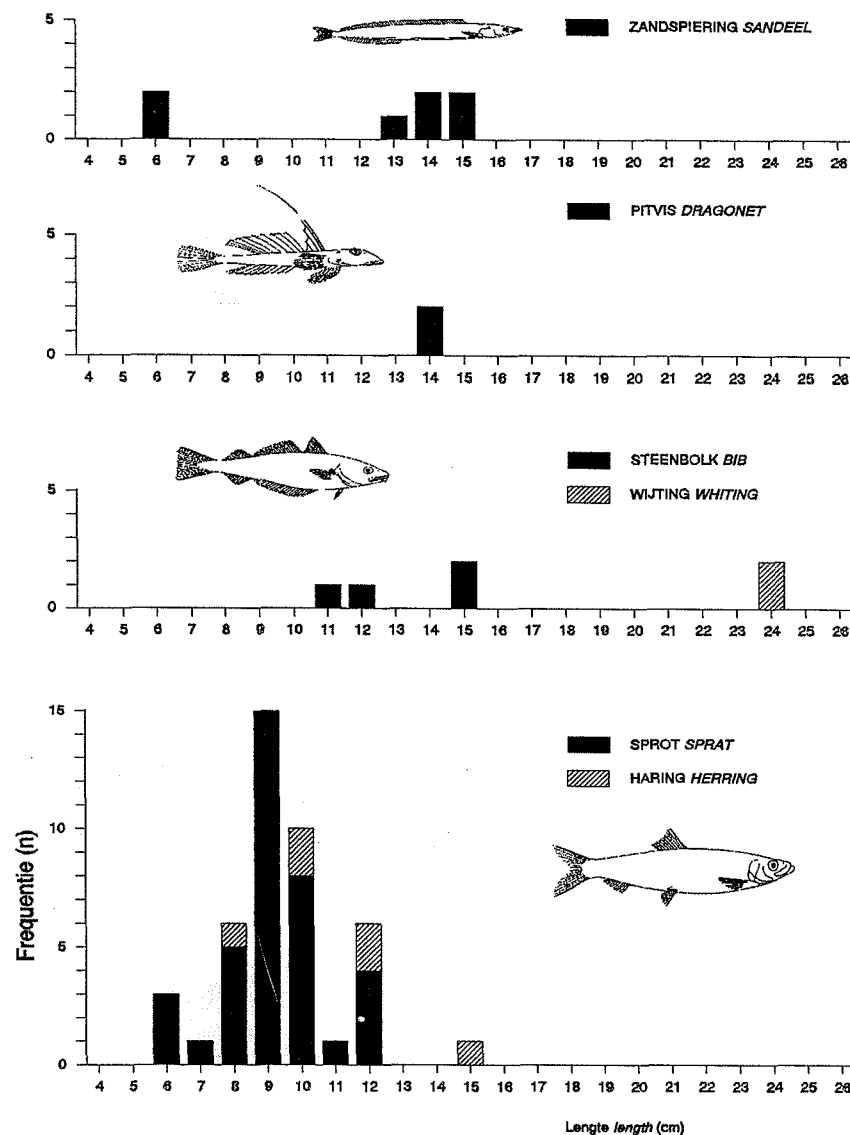 ZANDSPIERING SANDEEL
5
0
4 5 6 7 8 9 10 11 12 13 14 15 16 17 18 19 20 21 22 23 24 25 26
PITVIS DRAGONET
5
0
4 5 6 7 8 9 10 11 12 13 14 15 16 17 18 19 20 21 22 23 24 25 26
STEENBOLK BIB
WIJTING WHITING
5
0
4 5 6 7 8 9 10 11 12 13 14 15 16 17 18 19 20 21 22 23 24 25 26
Frequentie (n)
15
SPROT SPRAT
HARING HERRING
10
5
0
4 5 6 7 8 9 10 11 12 13 14 15 16 17 18 19 20 21 22 23 24 25 26
Lengte length (cm)